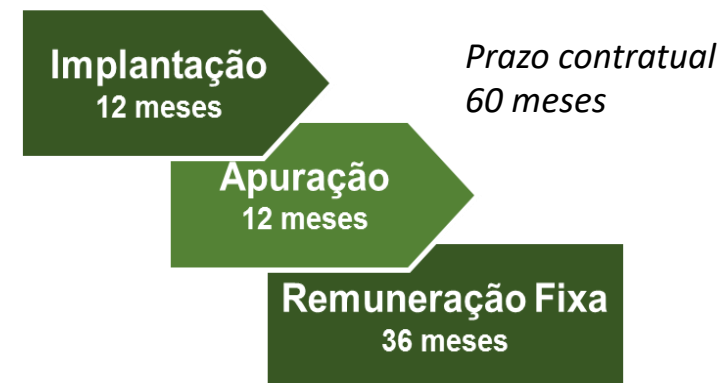 Implantação
12 meses
Prazo contratual
60 meses
Apuração
12 meses
Remuneração Fixa
36 meses